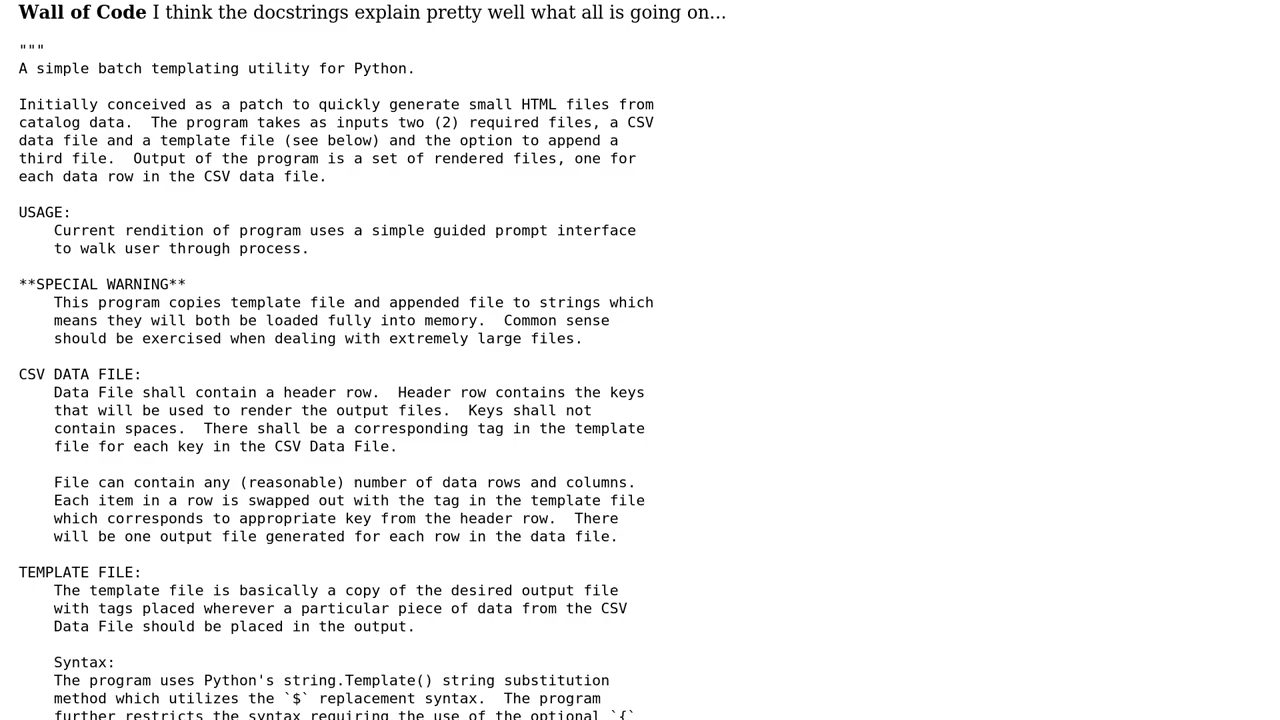 Wall of Code I think the docstrings explain pretty well what all is going on...
"""
A simple batch templating utility for Python.
Initially conceived as a patch to quickly generate small HTML files from
catalog data.  The program takes as inputs two (2) required files, a CSV
data file and a template file (see below) and the option to append a
third file.  Output of the program is a set of rendered files, one for
each data row in the CSV data file.
USAGE:
    Current rendition of program uses a simple guided prompt interface
    to walk user through process.
**SPECIAL WARNING**
    This program copies template file and appended file to strings which
    means they will both be loaded fully into memory.  Common sense
    should be exercised when dealing with extremely large files.
CSV DATA FILE:
    Data File shall contain a header row.  Header row contains the keys
    that will be used to render the output files.  Keys shall not
    contain spaces.  There shall be a corresponding tag in the template
    file for each key in the CSV Data File.
    File can contain any (reasonable) number of data rows and columns.
    Each item in a row is swapped out with the tag in the template file
    which corresponds to appropriate key from the header row.  There
    will be one output file generated for each row in the data file.
TEMPLATE FILE:
    The template file is basically a copy of the desired output file
    with tags placed wherever a particular piece of data from the CSV
    Data File should be placed in the output.
    Syntax:
    The program uses Python's string.Template() string substitution
    method which utilizes the `$` replacement syntax.  The program
    further restricts the syntax requiring the use of the optional `{`